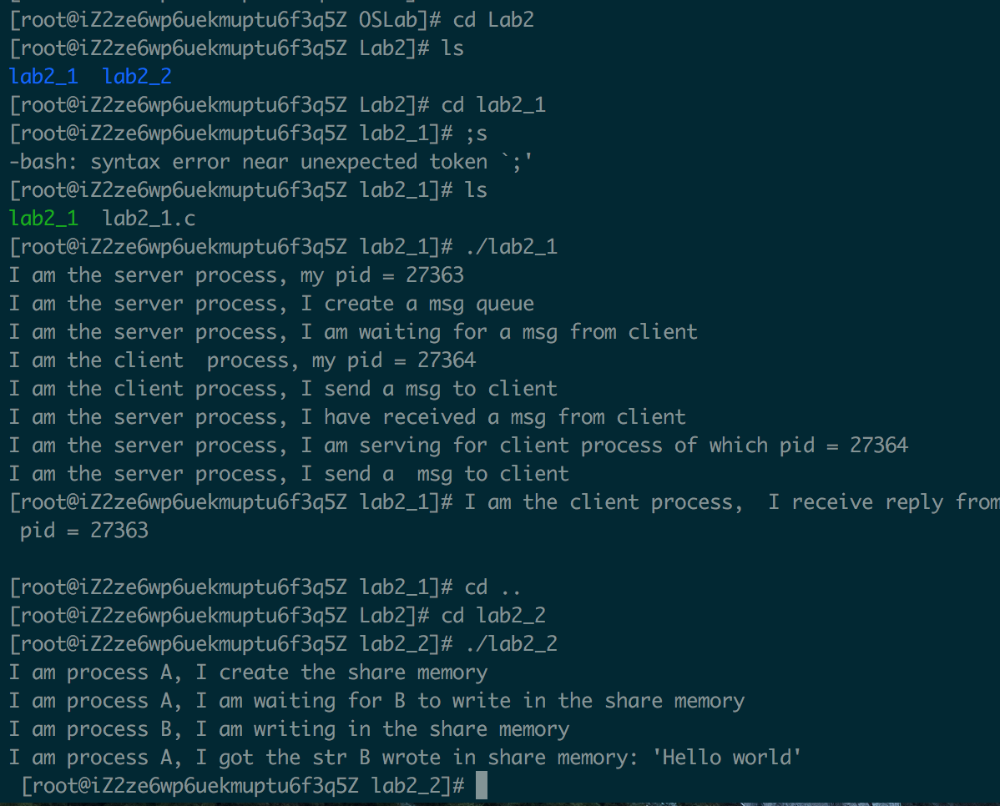 [root@iZ2ze6wp6uekmuptu6f3q5Z OSLab]# cd Lab2
[root@iZ2ze6wp6uekmuptu6f3q5Z Lab2]# ls
lab2_1  lab2_2
[root@iZ2ze6wp6uekmuptu6f3q5Z Lab2]# cd lab2_1
[root@iZ2ze6wp6uekmuptu6f3q5Z lab2_1]# ;s
-bash: syntax error near unexpected token `;'
[root@iZ2ze6wp6uekmuptu6f3q5Z lab2_1]# ls
lab2_1  lab2_1.c
[root@iZ2ze6wp6uekmuptu6f3q5Z lab2_1]# ./lab2_1
I am the server process, my pid = 27363
I am the server process, I create a msg queue
I am the server process, I am waiting for a msg from client
I am the client  process, my pid = 27364
I am the client process, I send a msg to client
I am the server process, I have received a msg from client
I am the server process, I am serving for client process of which pid = 27364
I am the server process, I send a  msg to client
[root@iZ2ze6wp6uekmuptu6f3q5Z lab2_1]# I am the client process,  I receive reply from
 pid = 27363
[root@iZ2ze6wp6uekmuptu6f3q5Z lab2_1]# cd ..
[root@iZ2ze6wp6uekmuptu6f3q5Z Lab2]# cd lab2_2
[root@iZ2ze6wp6uekmuptu6f3q5Z lab2_2]# ./lab2_2
I am process A, I create the share memory
I am process A, I am waiting for B to write in the share memory
I am process B, I am writing in the share memory
I am process A, I got the str B wrote in share memory: 'Hello world'
 [root@iZ2ze6wp6uekmuptu6f3q5Z lab2_2]#